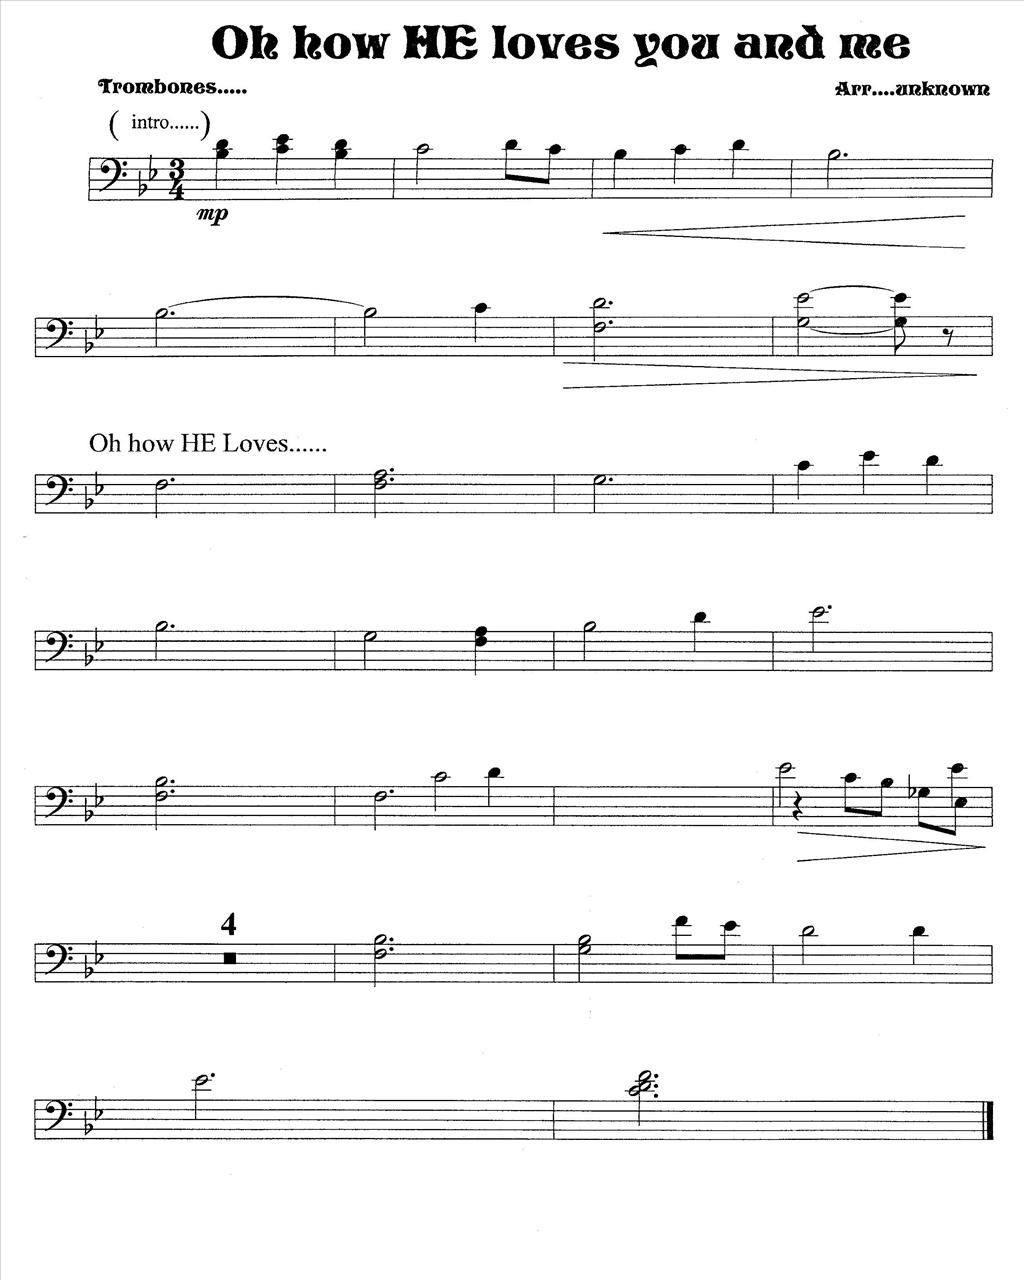 Oh how HE loves you and me
Trombones.....
Arr....unknown
( intro......)
3
4
mp
Oh how HE Loves......
4